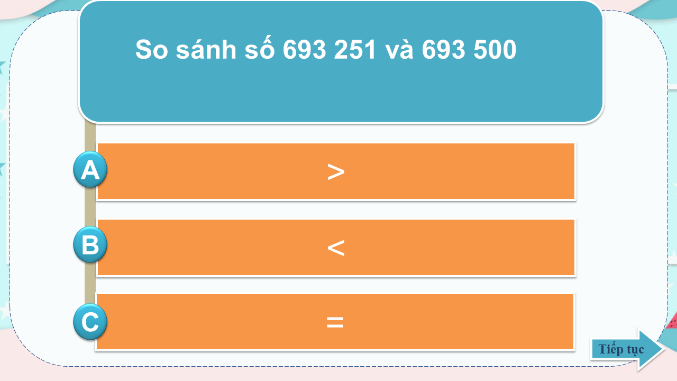 So sánh số 693 251 và 693 500
A
>
B
<
C
=
Tiếp tục